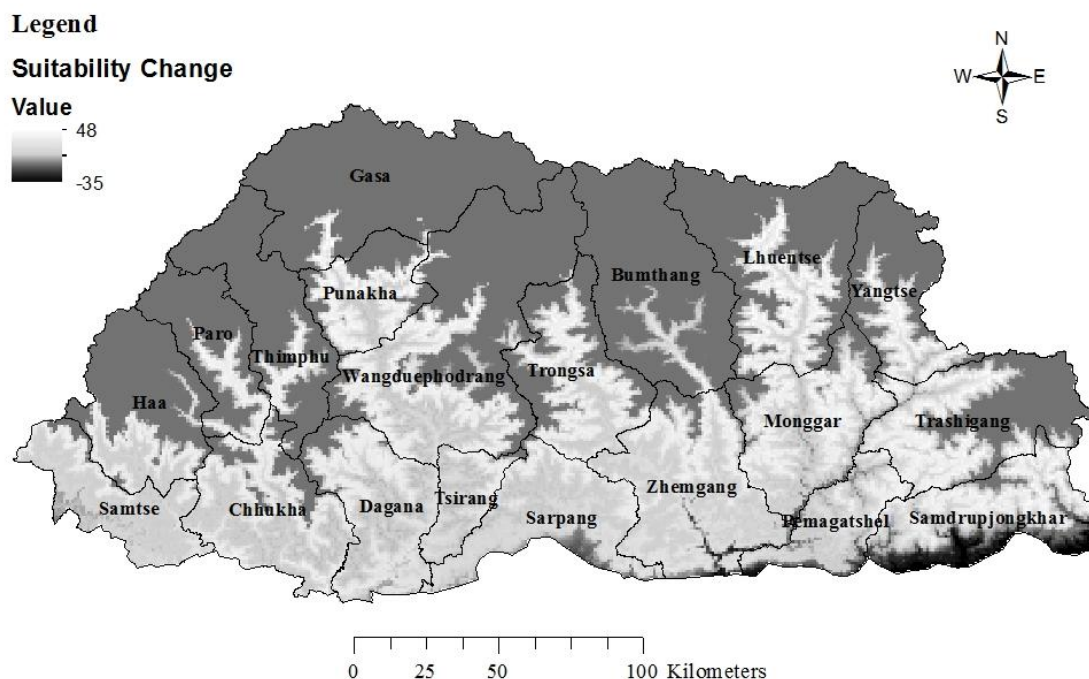 Legend
Suitability Change
Value
48
-35
N
W E
S
Gasa
Punakha
Lhuentse
Bumthang
Yangtse
Paro
Thimphu
Wangduephodrang
Trongsa
Haa
Monggar
Trashigang
Samtse
Chhukha
Dagana
Tsirang
Sarpang
Zhemgang
Pemagatshel
Samdrupjongkhar
0 25 50 100 Kilometers